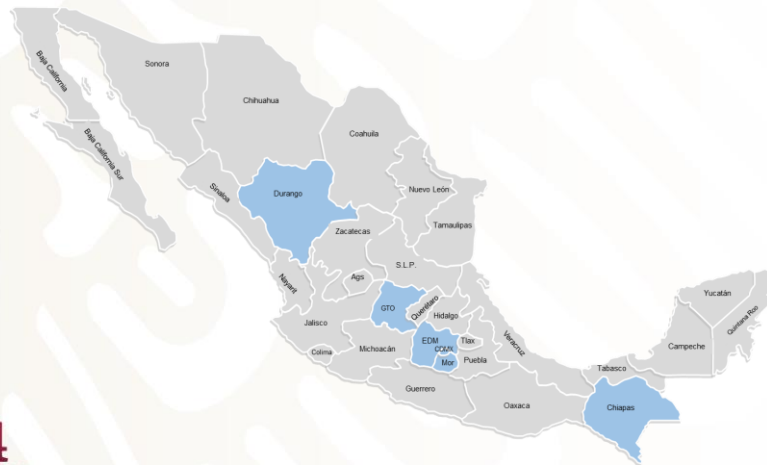 Baja California
Sonora
Chihuahua
Coahuila
Baja California Sur
Sinaloa
Durango
Nuevo León
Tamaulipas
Zacatecas
S.L.P.
Nayarit
Ags
GTO
Querétaro
Hidalgo
Jalisco
Colima
Michoacán
EDM
CDMX
Tlax
Mor
Puebla
Veracruz
Guerrero
Oaxaca
Tabasco
Chiapas
Campeche
Yucatán
Quintana Roo
4